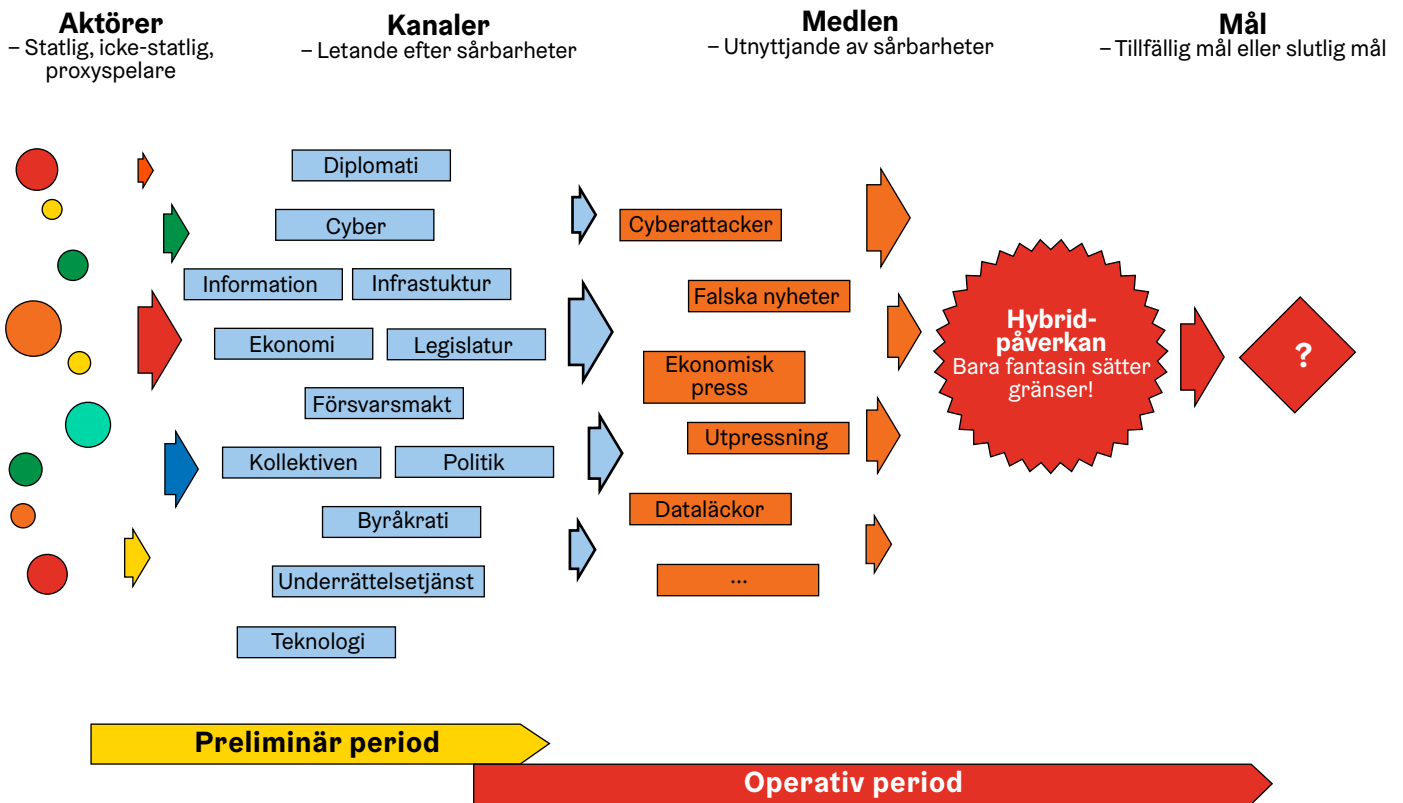 Aktörer
– Statlig, icke-statlig,
proxyspelare
Kanaler
– Letande efter sårbarheter
Medlen
– Utnyttjande av sårbarheter
Mål
– Tillfällig mål eller slutlig mål
Diplomati
Cyber
Information
Infrastuktur
Ekonomi
Legislatur
Försvarsmakt
Kollektiven
Politik
Byråkrati
Underrättelsetjänst
Teknologi
Cyberattacker
Falska nyheter
Ekonomisk
press
Utpressning
Dataläckor
...
Hybrid-
påverkan
Bara fantasin sätter
gränser!
?
Preliminär period
Operativ period